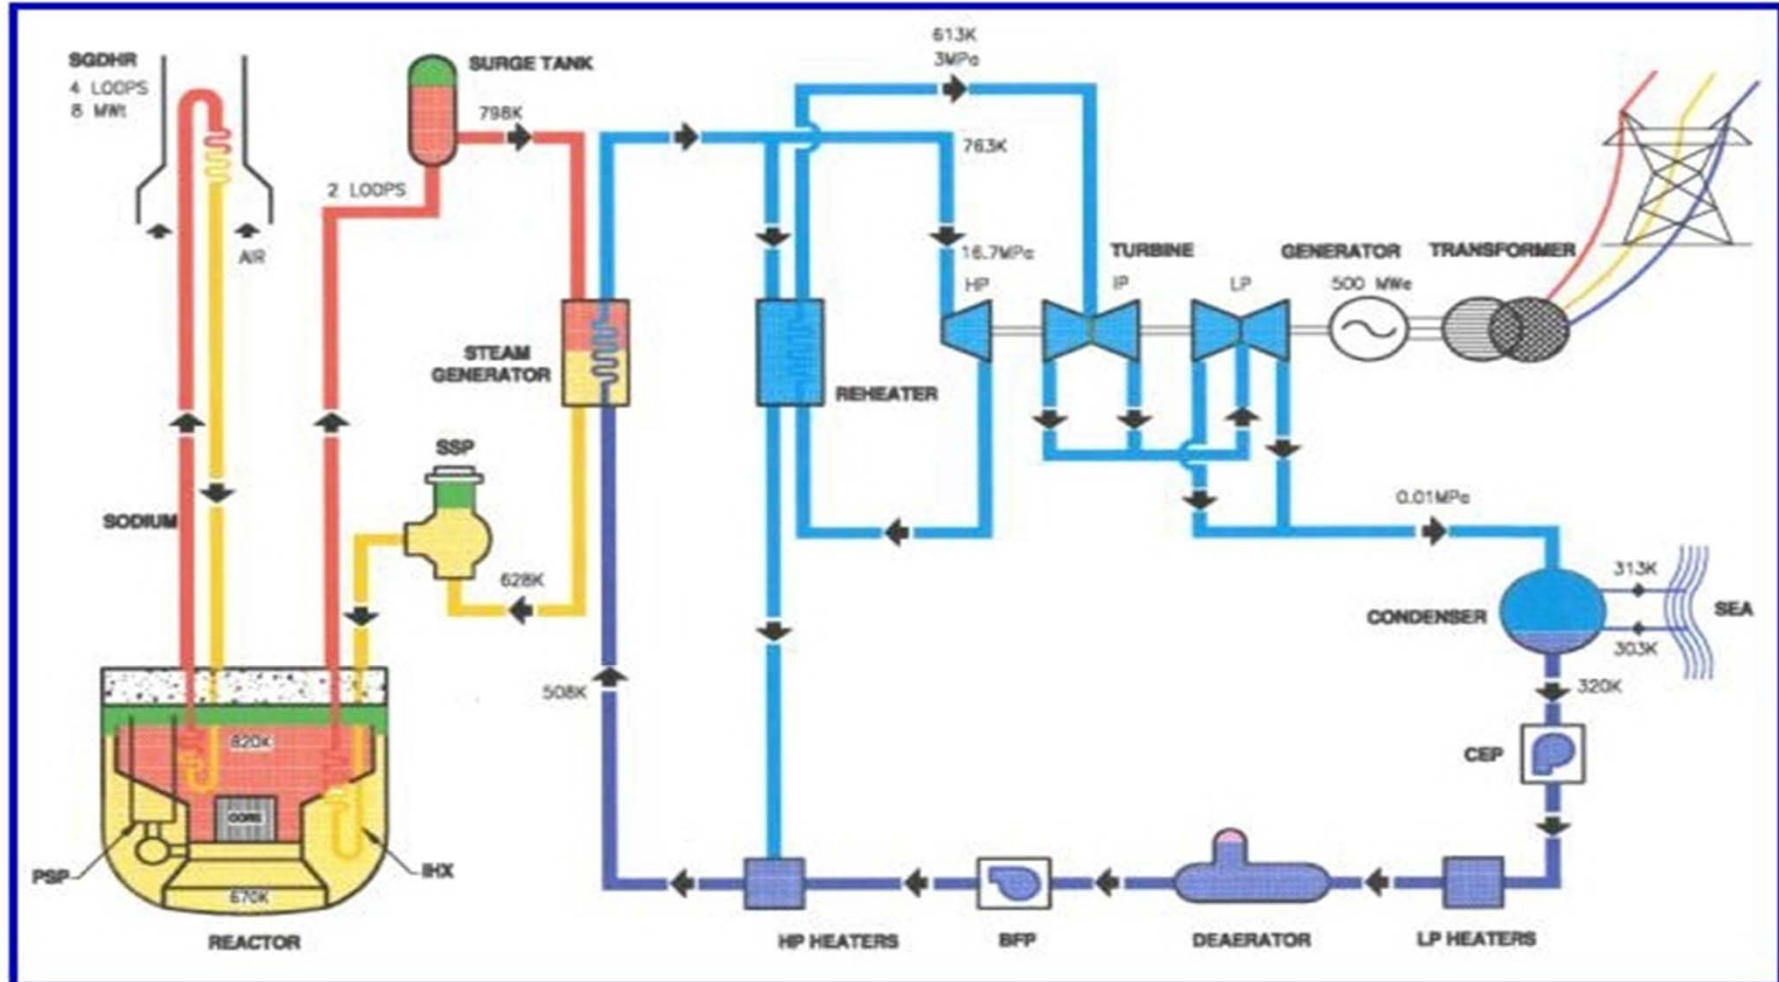 SGDHR
4 LOOPS
8 MWt
AIR
SODIUM
SURGE TANK
798K
2 LOOPS
STEAM
GENERATOR
SSP
628K
508K
613K
3MPa
763K
16.7MPa
HP
TURBINE
IP
LP
GENERATOR
500 MWe
TRANSFORMER
REHEATER
0.01MPa
313K
CONDENSER
SEA
303K
320K
CEP
820K
CORE
PSP
IHX
670K
REACTOR
HP HEATERS
BFP
DEAERATOR
LP HEATERS